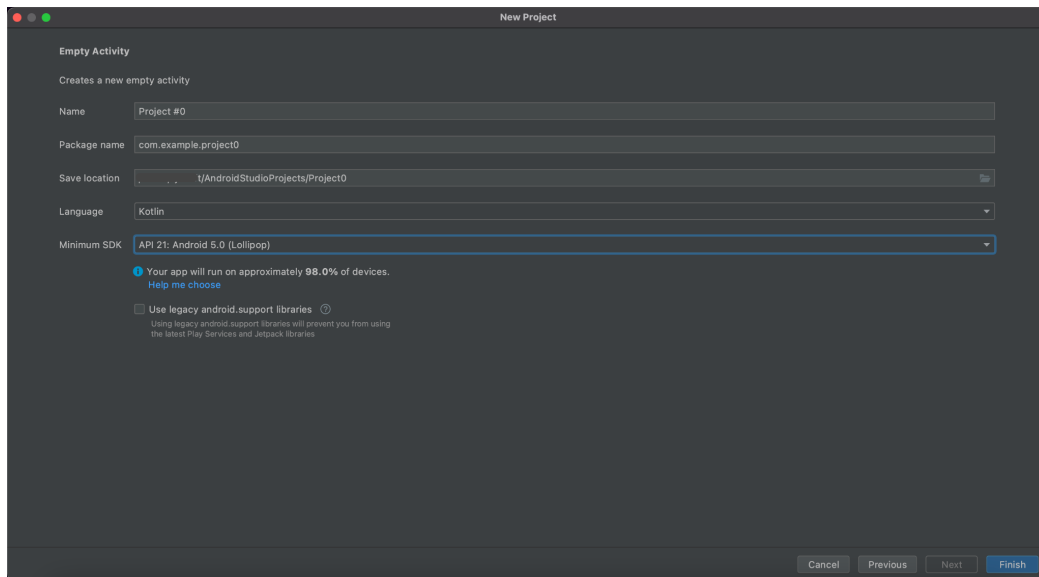 New Project
Empty Activity
Creates a new empty activity
Name Project #0
Package name com.example.project0
Save location t/AndroidStudioProjects/Project0
Language Kotlin
Minimum SDK API 21: Android 5.0 (Lollipop)
Your app will run on approximately 98.0% of devices.
Help me choose
Use legacy android.support libraries ?
Using legacy android.support libraries will prevent you from using
the latest Play Services and Jetpack libraries
Cancel Previous Next Finish